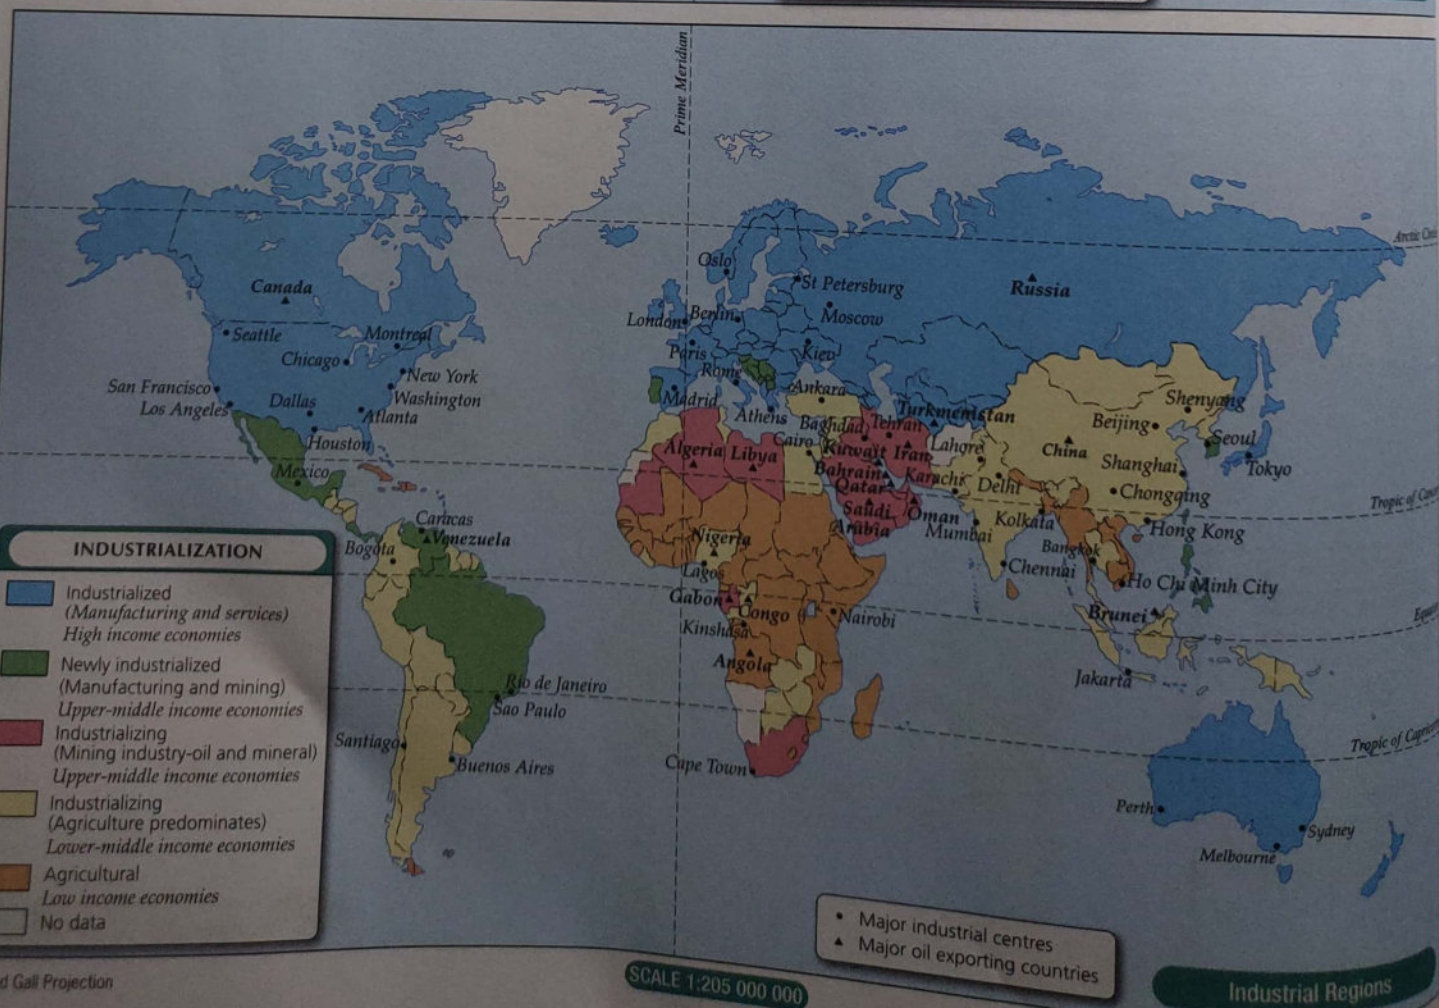 Prime Meridian
Arctic
Oslo
St Petersburg
Russia
Canada
London
Berlin
Moscow
Seattle
Montreal
Paris
Kiev
Chicago
Rome
New York
San Francisco
Washington
Madrid
Ankara
Shenyang
Los Angeles
Dallas
Atlanta
Athens
Turkmenistan
Beijing
Baghdad
Tehran
Houston
Cairo
Lahore
Seoul
Algeria
Libya
Kuwait
Iran
China
Shanghai
Tokyo
Mexico
Bahrain
Karachi
Delhi
Qatar
Chongqing
Tropic of
Saudi
Arabia
Oman
Caracas
Kolkata
Hong Kong
Mumbai
Venezuela
Nigeria
Bogota
Bangkok
Lagos
Chennai
Ho Chi Minh City
Gabon
Congo
Brunei
Nairobi
Kinshasa
Angola
Jakarta
Rio de Janeiro
Sao Paulo
Tropic of
Santiago
Buenos Aires
Cape Town
Perth
Sydney
Melbourne
INDUSTRIALIZATION
Industrialized
(Manufacturing and services)
High income economies
Newly industrialized
(Manufacturing and mining)
Upper-middle income economies
Industrializing
(Mining industry-oil and mineral)
Upper-middle income economies
Industrializing
(Agriculture predominates)
Lower-middle income economies
Agricultural
Low income economies
No data
Major industrial centres
Major oil exporting countries
d Gall Projection
SCALE 1:205 000 000
Industrial Regions